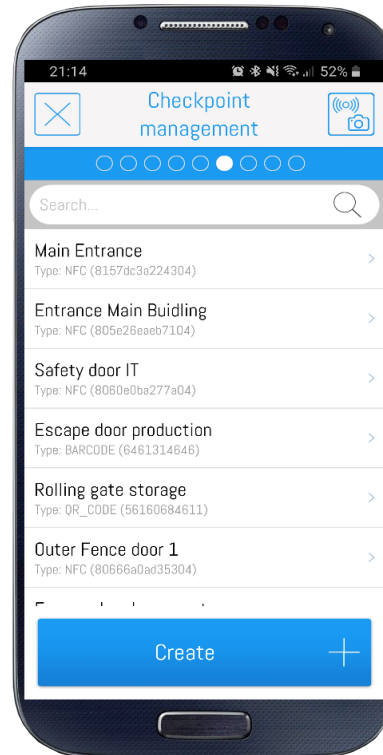 21:14
52%
Checkpoint
management
Search...
Main Entrance
Type: NFC (8157dc3a224304)
Entrance Main Buidling
Type: NFC (805e26eaeb7104)
Safety door IT
Type: NFC (8060e0ba277a04)
Escape door production
Type: BARCODE (6461314646)
Rolling gate storage
Type: QR_CODE (56160684611)
Outer Fence door 1
Type: NFC (80666a0ad35304)
Create